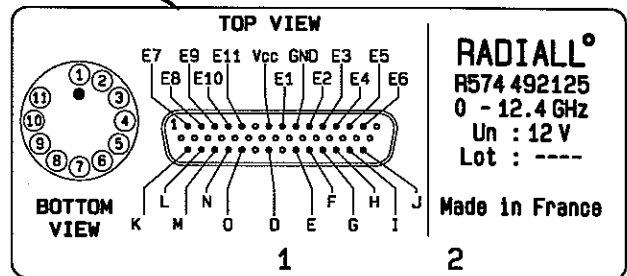 TOP VIEW
E7 E9 E11 Vcc GND E3 E5
E8 E10 E1 E2 E4 E6
1
1
2
3
4
5
6
7
8
9
10
11
BOTTOM
VIEW
L N F H J
K M O D E G I
1 2
RADIALL°
R574 492125
0 - 12.4 GHz
Un : 12 V
Lot : ----
Made in France